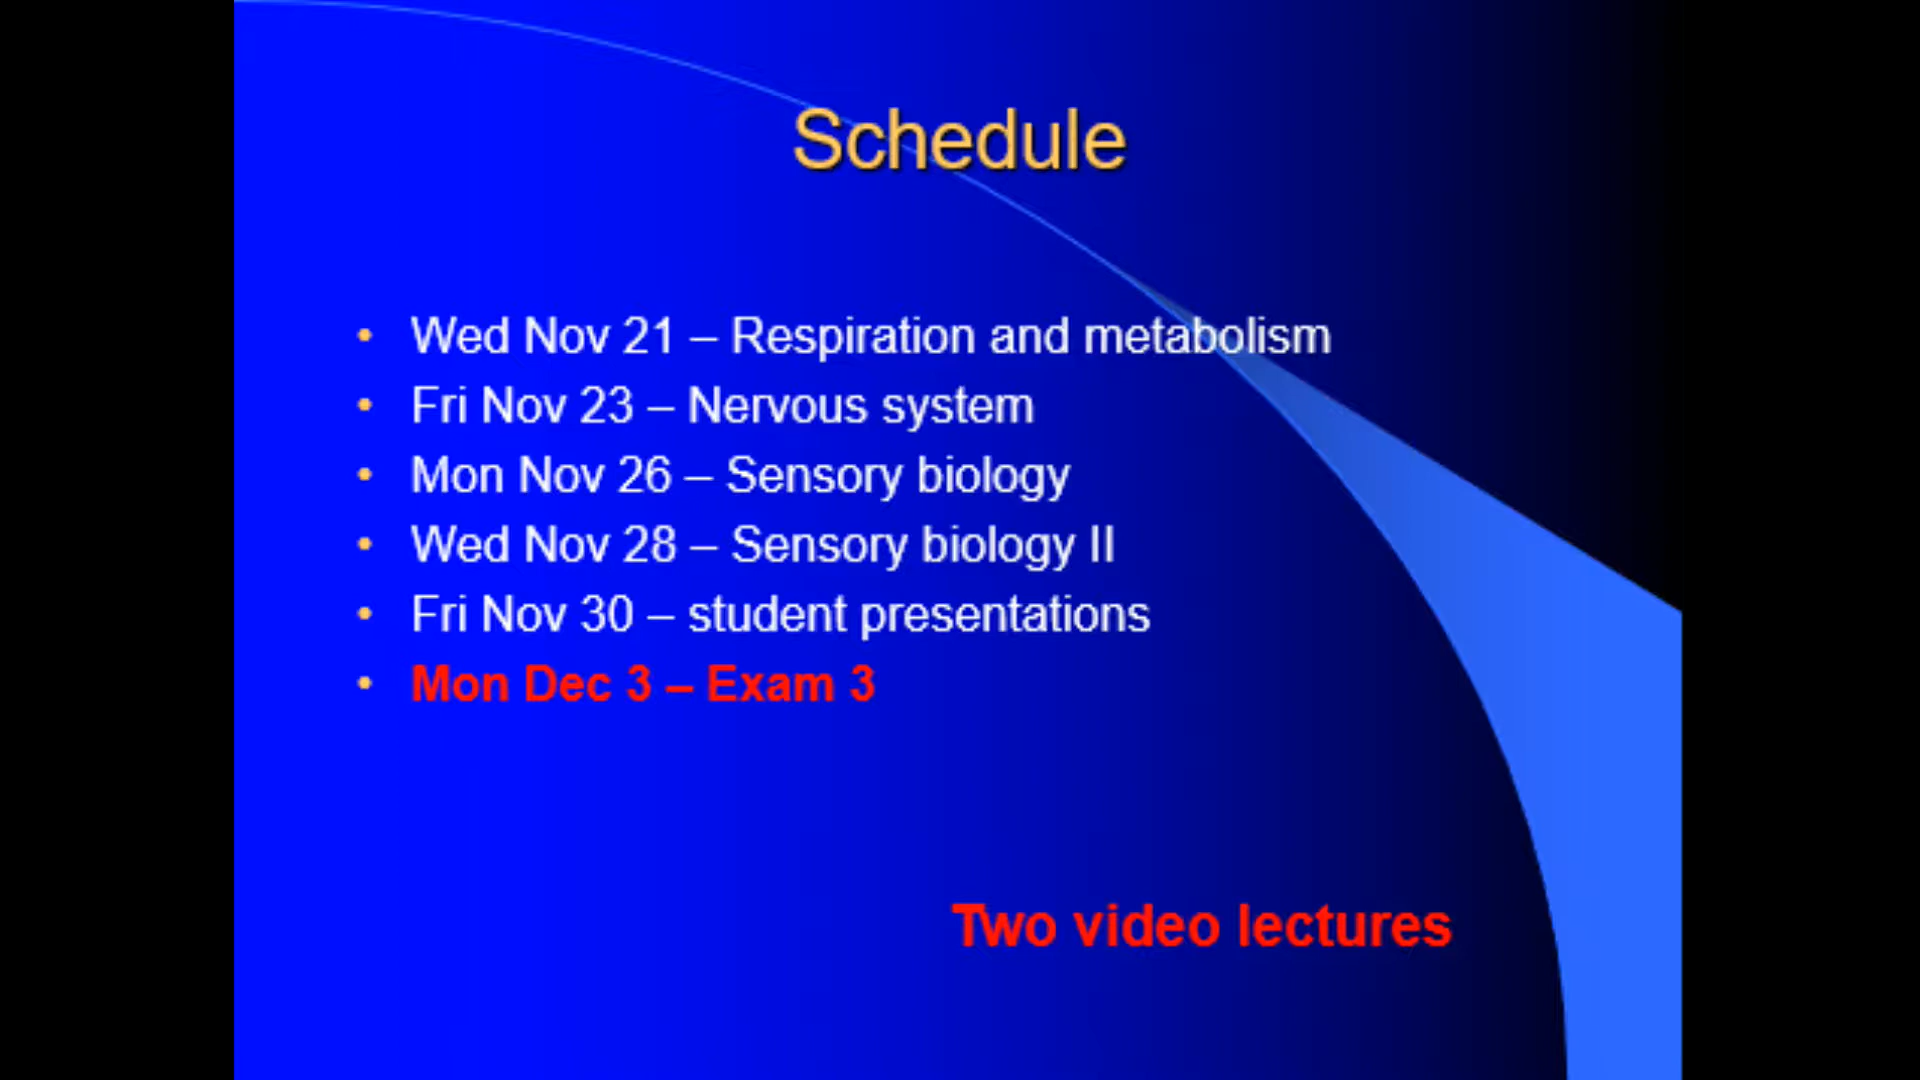 Schedule
• Wed Nov 21 – Respiration and metabolism
• Fri Nov 23 – Nervous system
• Mon Nov 26 – Sensory biology
• Wed Nov 28 – Sensory biology II
• Fri Nov 30 – student presentations
• Mon Dec 3 – Exam 3
Two video lectures